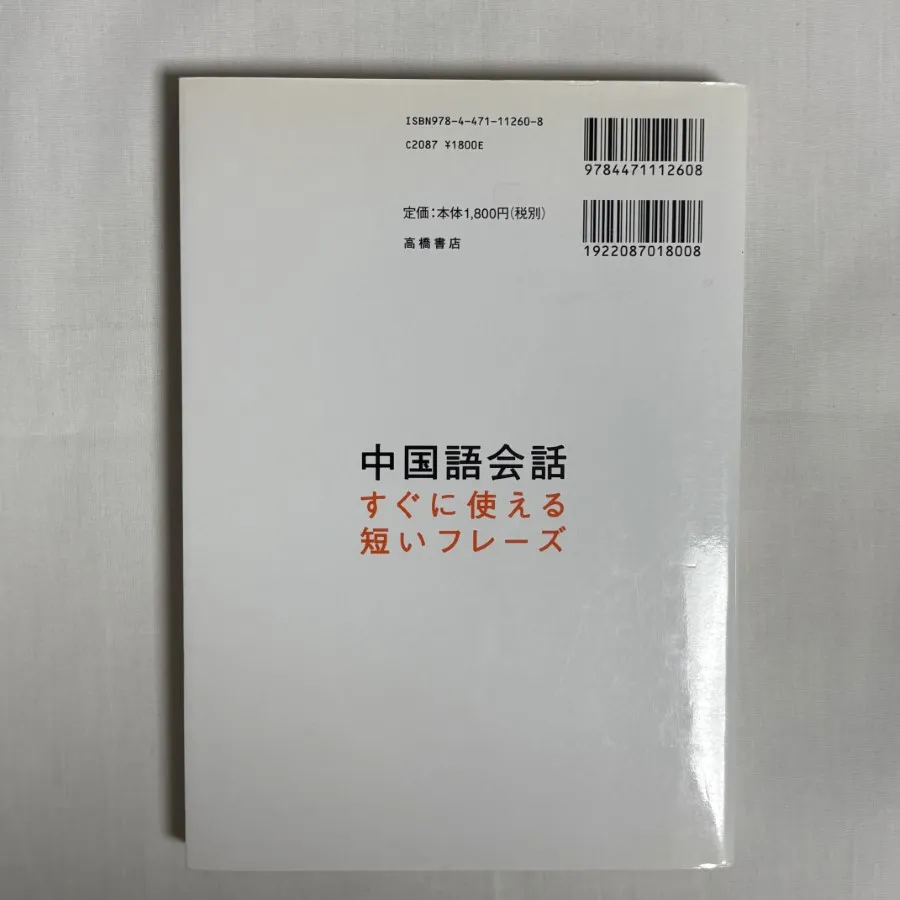 ISBN978-4-471-11260-8
C2087 ¥1800E
定価:本体1,800円(税別)
高橋書店
9784471112608
1922087018008
中国語会話
すぐに使える
短いフレーズ